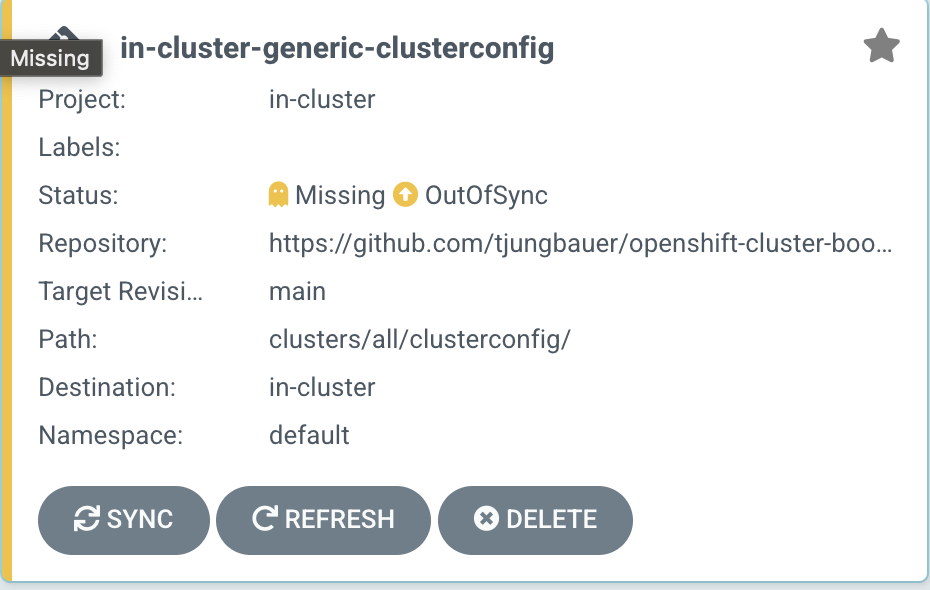 in-cluster-generic-clusterconfig
Missing
Project: in-cluster
Labels:
Status: Missing OutOfSync
Repository: https://github.com/tjungbauer/openshift-cluster-boo...
Target Revisi... main
Path: clusters/all/clusterconfig/
Destination: in-cluster
Namespace: default
SYNC REFRESH DELETE